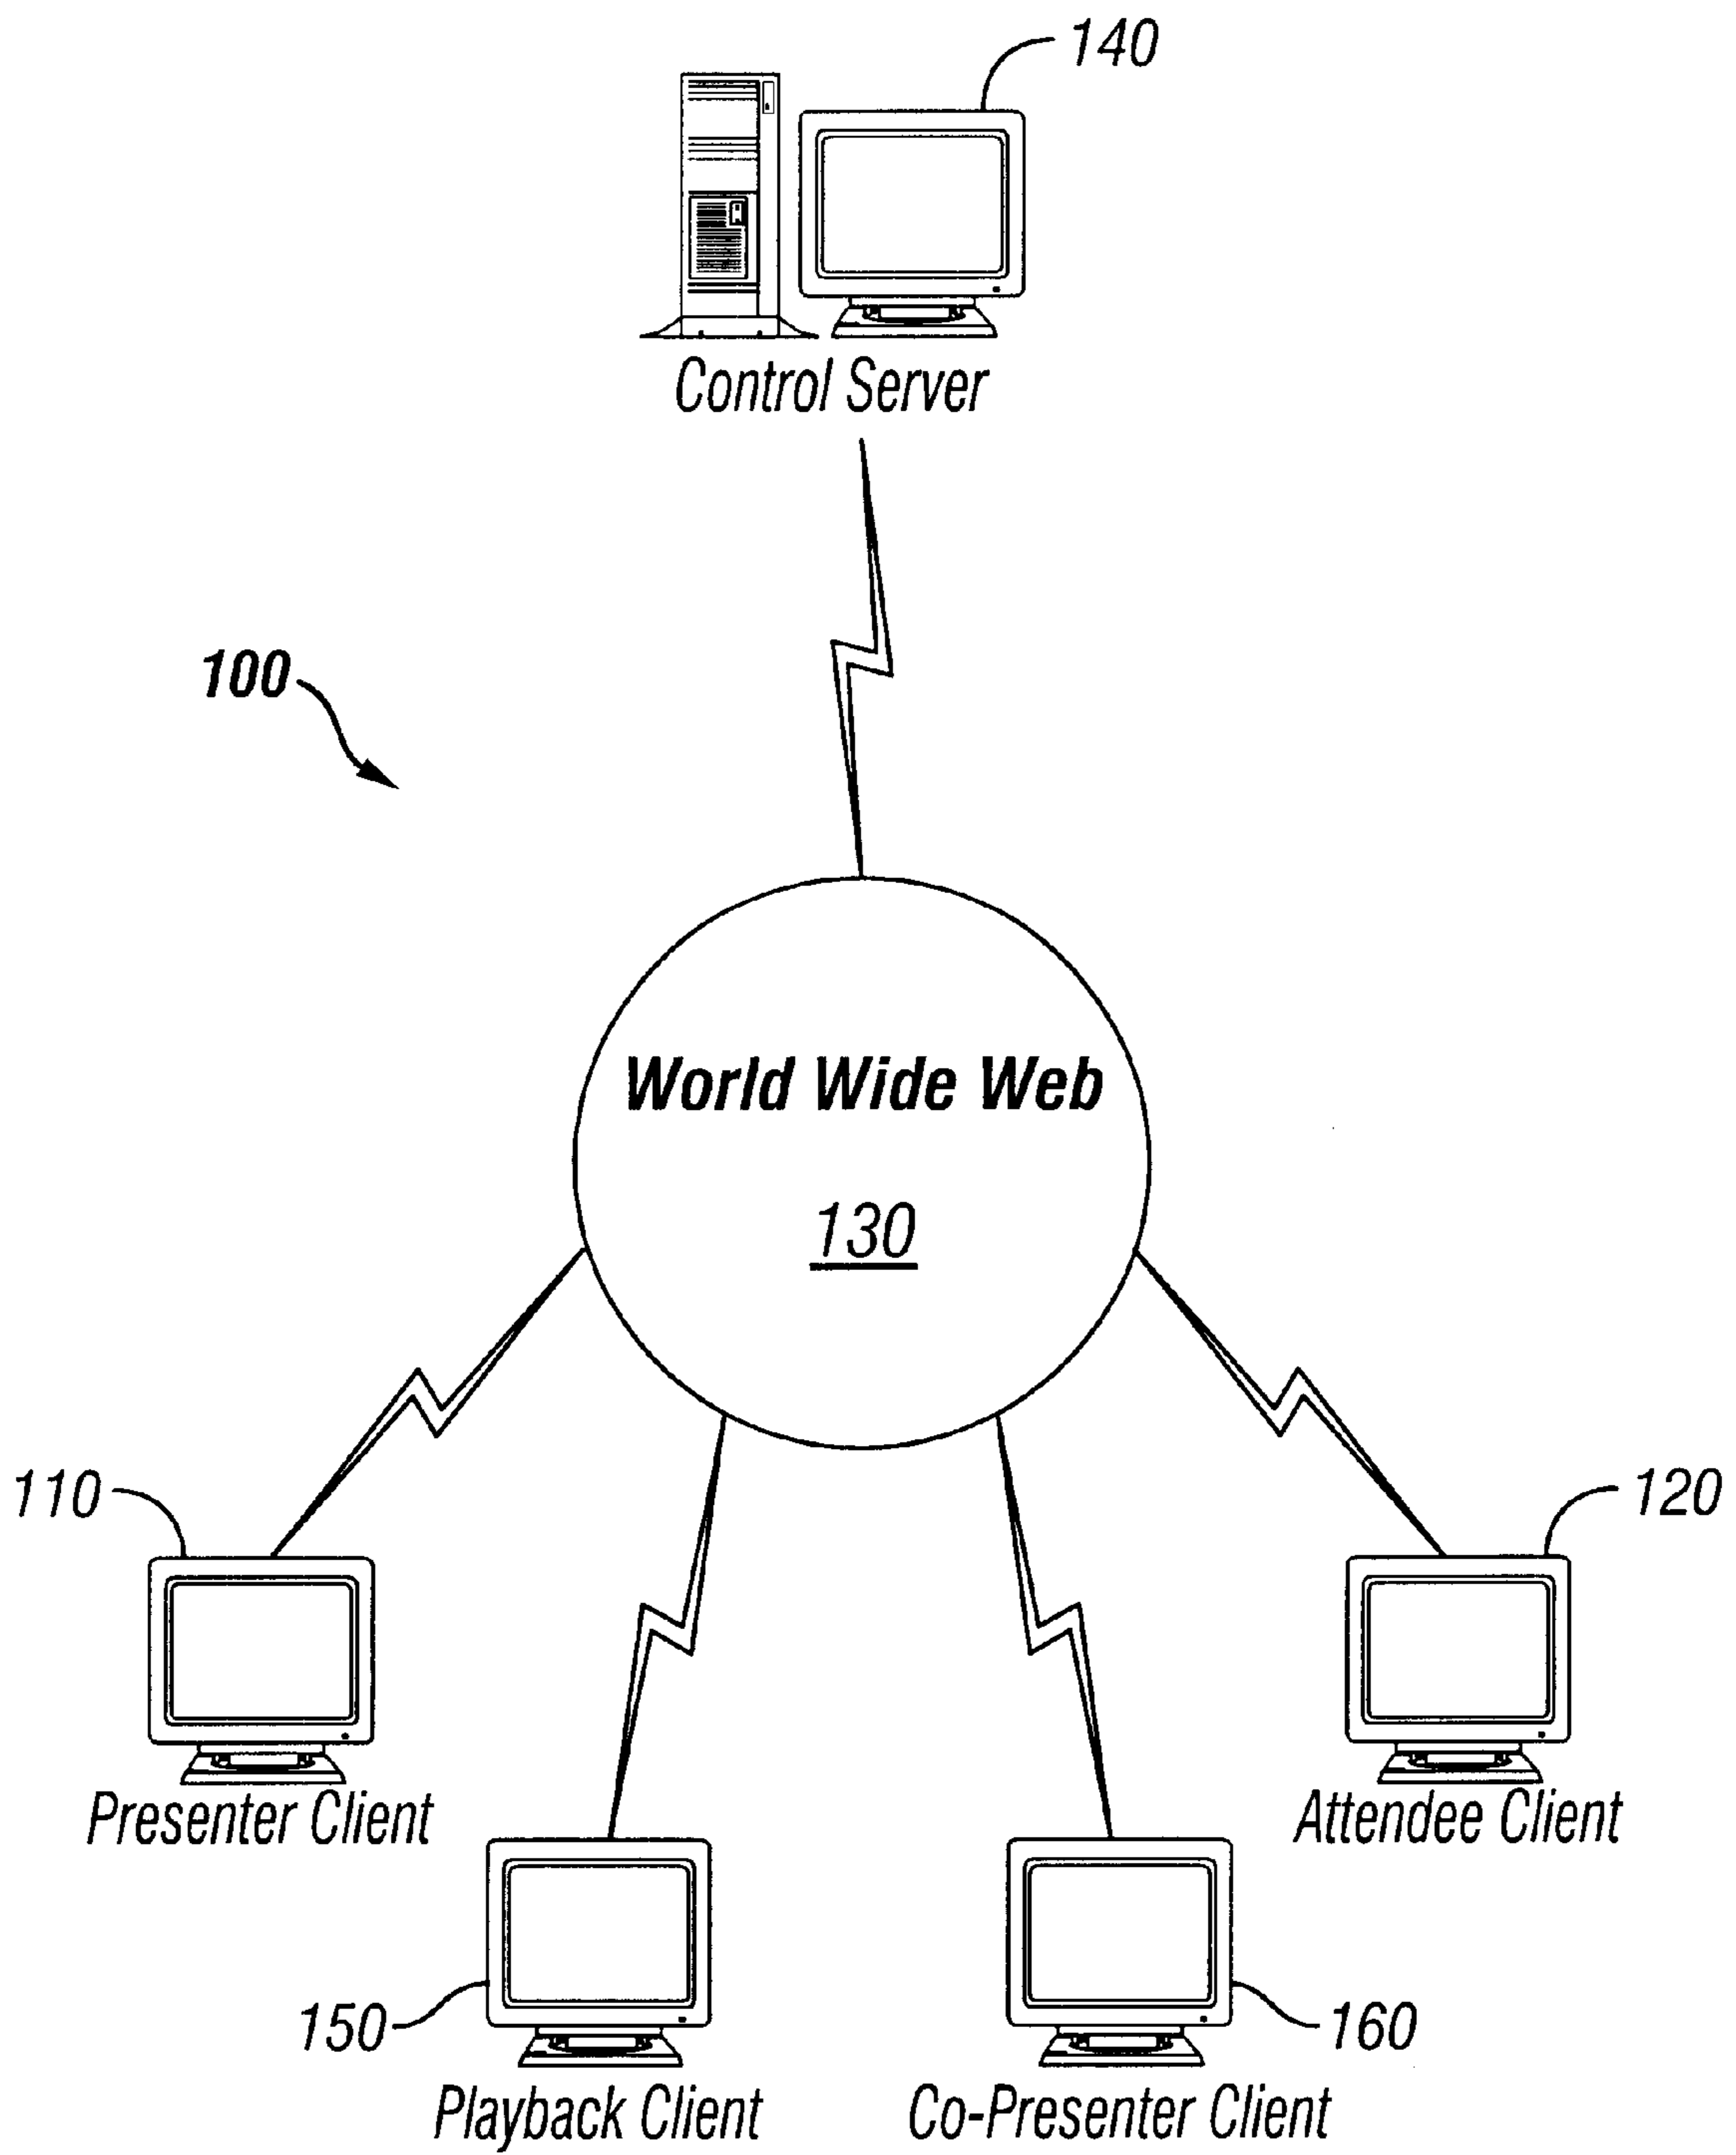 140
Control Server
100
World Wide Web
130
110
120
Presenter Client
Attendee Client
150
160
Playback Client
Co-Presenter Client